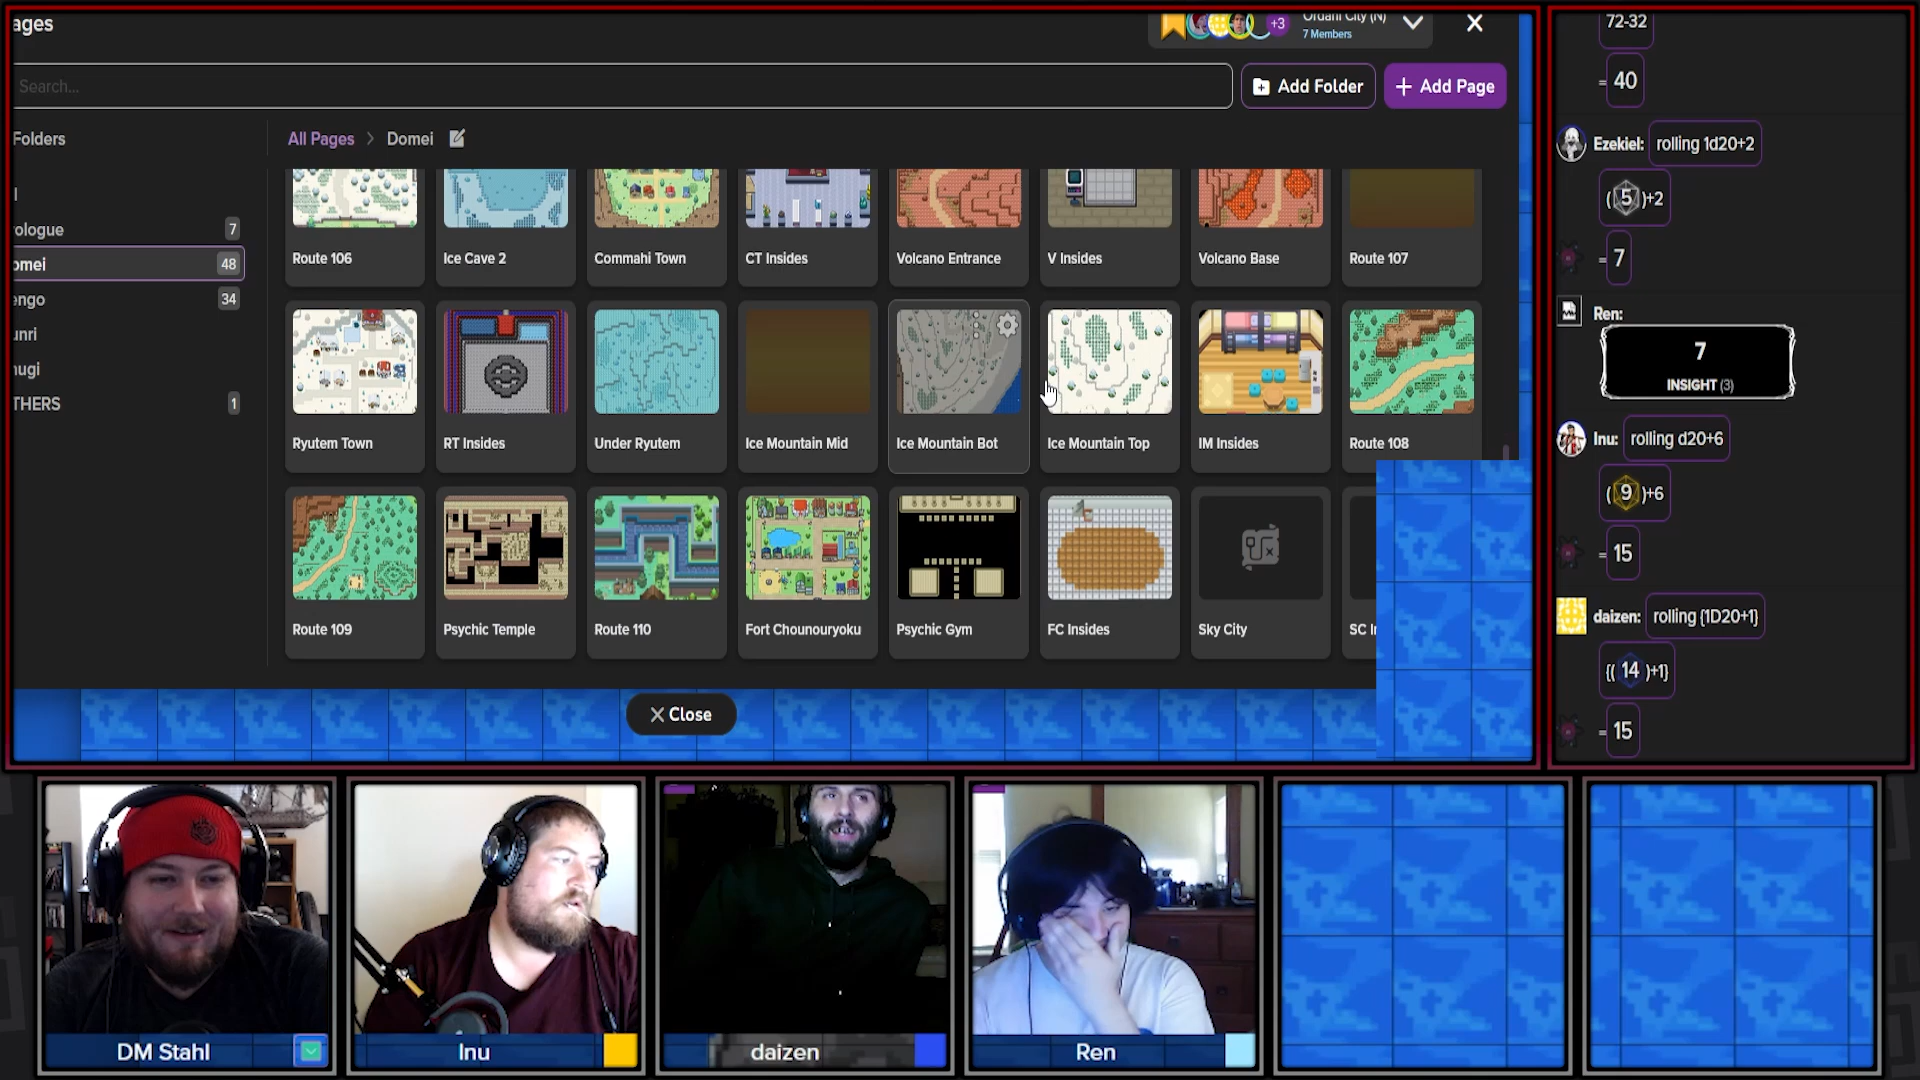 ages
+3
Ordani City (N)
7 Members
Search...
Add Folder
+ Add Page
Folders
All Pages > Domei
ologue 7
omei 48
engo 34
unri
nugi
THERS 1
Route 106
Ice Cave 2
Commahi Town
CT Insides
Volcano Entrance
V Insides
Volcano Base
Route 107
Ryutem Town
RT Insides
Under Ryutem
Ice Mountain Mid
Ice Mountain Bot
Ice Mountain Top
IM Insides
Route 108
Route 109
Psychic Temple
Route 110
Fort Chounouryoku
Psychic Gym
FC Insides
Sky City
SC I
Close
72-32
= 40
Ezekiel: rolling 1d20+2
(5)+2
= 7
Ren:
7
INSIGHT (3)
Inu: rolling d20+6
(9)+6
= 15
daizen: rolling {1D20+1}
{(14)+1}
= 15
DM Stahl
Inu
daizen
Ren